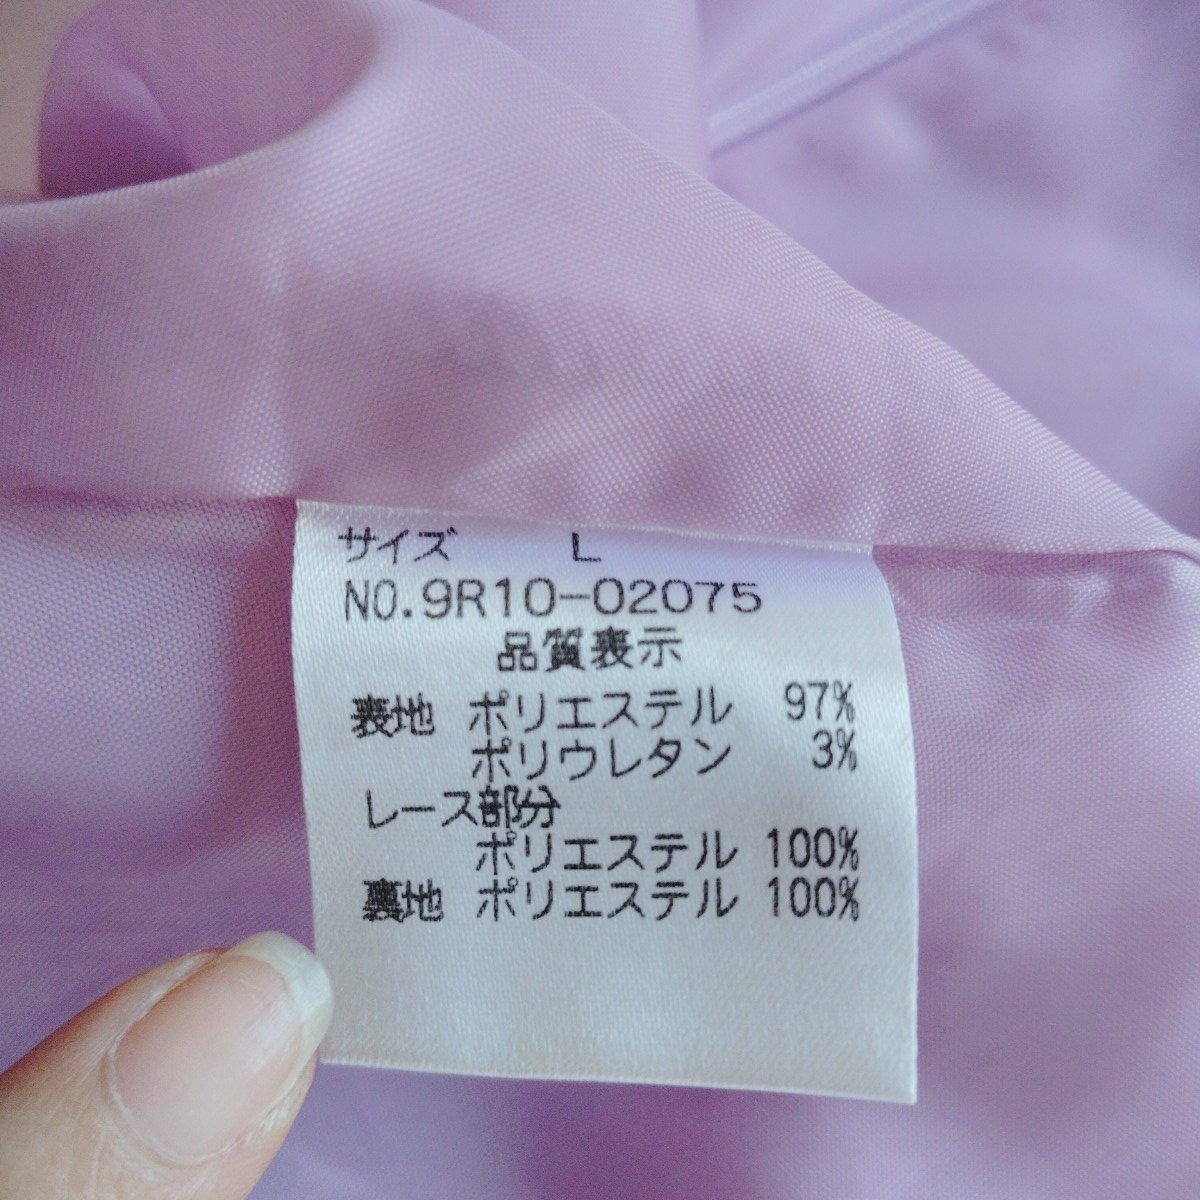 サイズ L
NO.9R10-02075
品質表示
表地 ポリエステル 97%
ポリウレタン 3%
レース部分
ポリエステル 100%
裏地 ポリエステル 100%